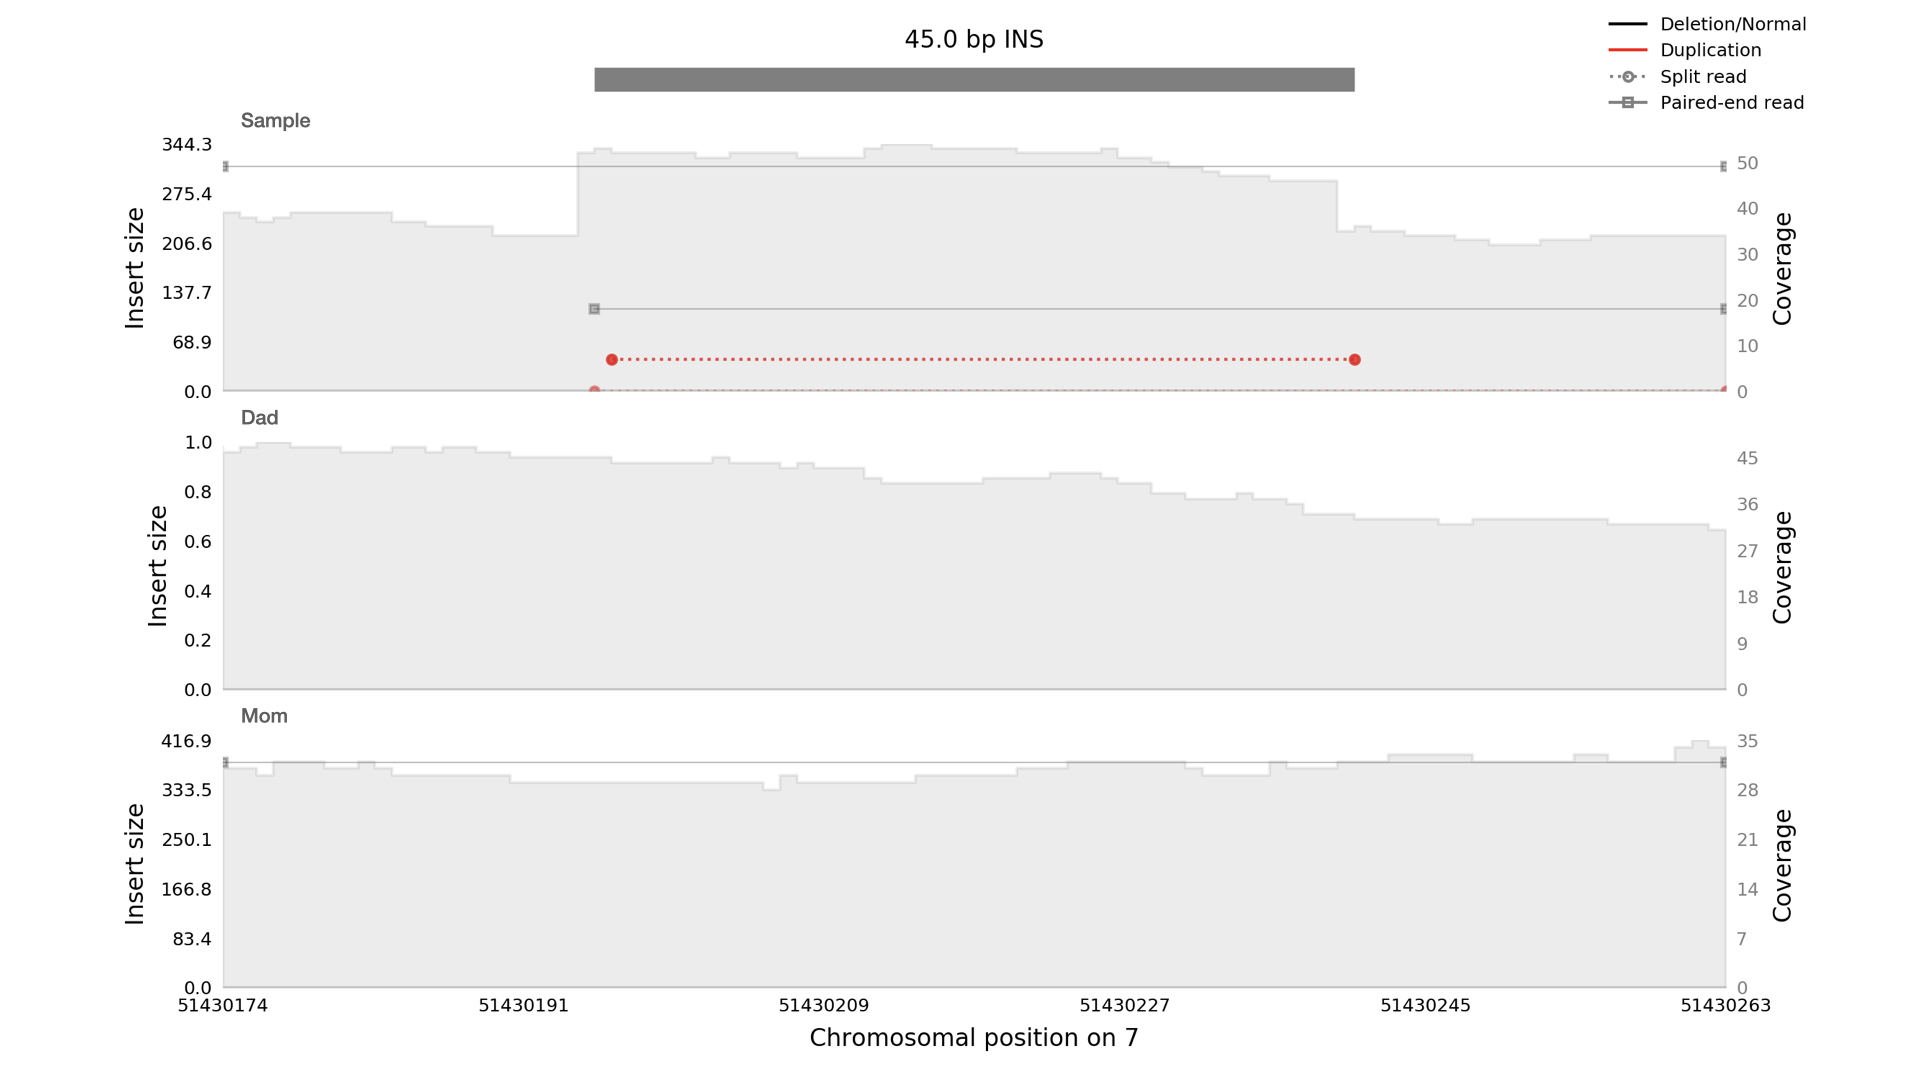 45.0 bp INS
Deletion/Normal
Duplication
Split read
Paired-end read
Sample
344.3
275.4
206.6
137.7
68.9
0.0
Insert size
50
40
30
20
10
0
Coverage
Dad
1.0
0.8
0.6
0.4
0.2
0.0
Insert size
45
36
27
18
9
0
Coverage
Mom
416.9
333.5
250.1
166.8
83.4
0.0
Insert size
35
28
21
14
7
0
Coverage
51430174 51430191 51430209 51430227 51430245 51430263
Chromosomal position on 7